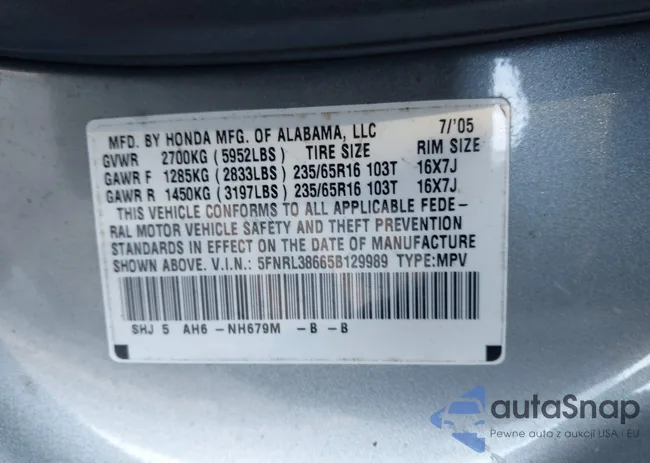 MFD. BY HONDA MFG. OF ALABAMA, LLC 7/'05
GVWR 2700KG (5952LBS) TIRE SIZE RIM SIZE
GAWR F 1285KG (2833LBS) 235/65R16 103T 16X7J
GAWR R 1450KG (3197LBS) 235/65R16 103T 16X7J
THIS VEHICLE CONFORMS TO ALL APPLICABLE FEDE-
RAL MOTOR VEHICLE SAFETY AND THEFT PREVENTION
STANDARDS IN EFFECT ON THE DATE OF MANUFACTURE
SHOWN ABOVE. V.I.N.: 5FNRL38665B129989 TYPE:MPV
SHJ 5 AH6 -NH679M -B -B
autaSnap
Pewne auta z aukcji USA i EU